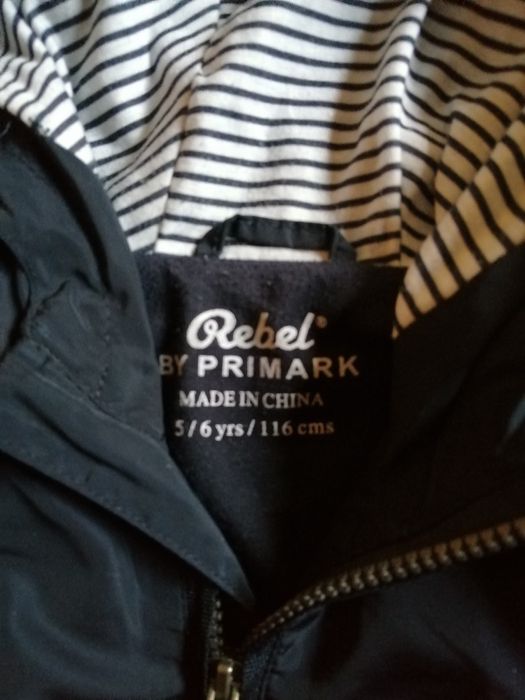 Rebel®
BY PRIMARK
MADE IN CHINA
5/6 yrs/116 cms